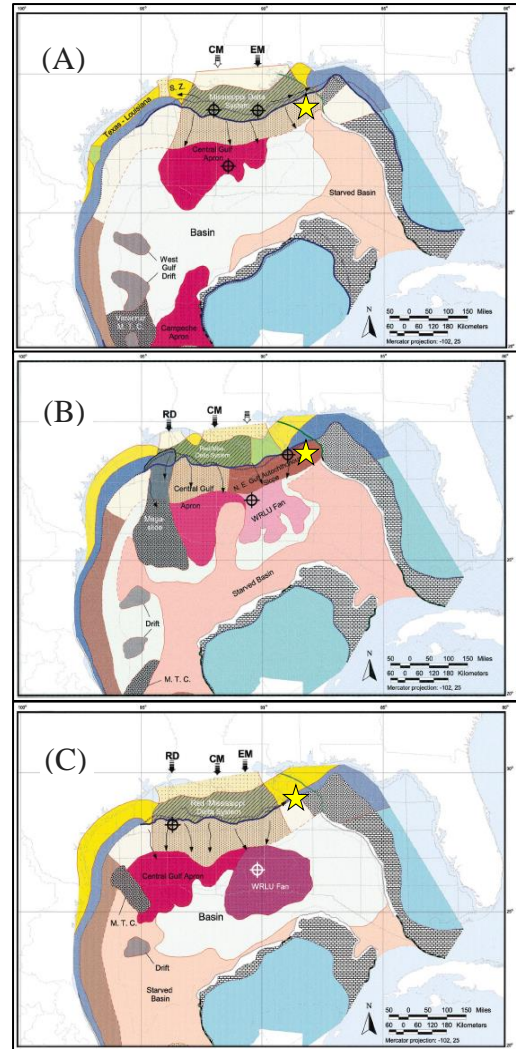 (A)
CM
EM
S. Z.
Texas - Louisiana
Mississippi Delta
System
Central Gulf
Apron
Starved Basin
Basin
West
Gulf
Drift
Veracruz
M. T. C.
Campeche
Apron
50 0 50 100 150 Miles
60 0 60 120 180 Kilometers
Mercator projection: -102, 25
N
(B)
RD
CM
Delta System
N. E. Gulf
Slope
Central Gulf
Apron
Mega-
slide
WRLU
Fan
Starved Basin
Drift
M. T. C.
N
50 0 50 100 150 Miles
60 0 60 120 180 Kilometers
Mercator projection: -102, 25
(C)
RD
CM
EM
Red /Mississippi
Delta System
Central Gulf Apron
WRLU Fan
M. T. C.
Basin
Drift
Starved
Basin
N
50 0 50 100 150 Miles
60 0 60 120 180 Kilometers
Mercator projection: -102, 25